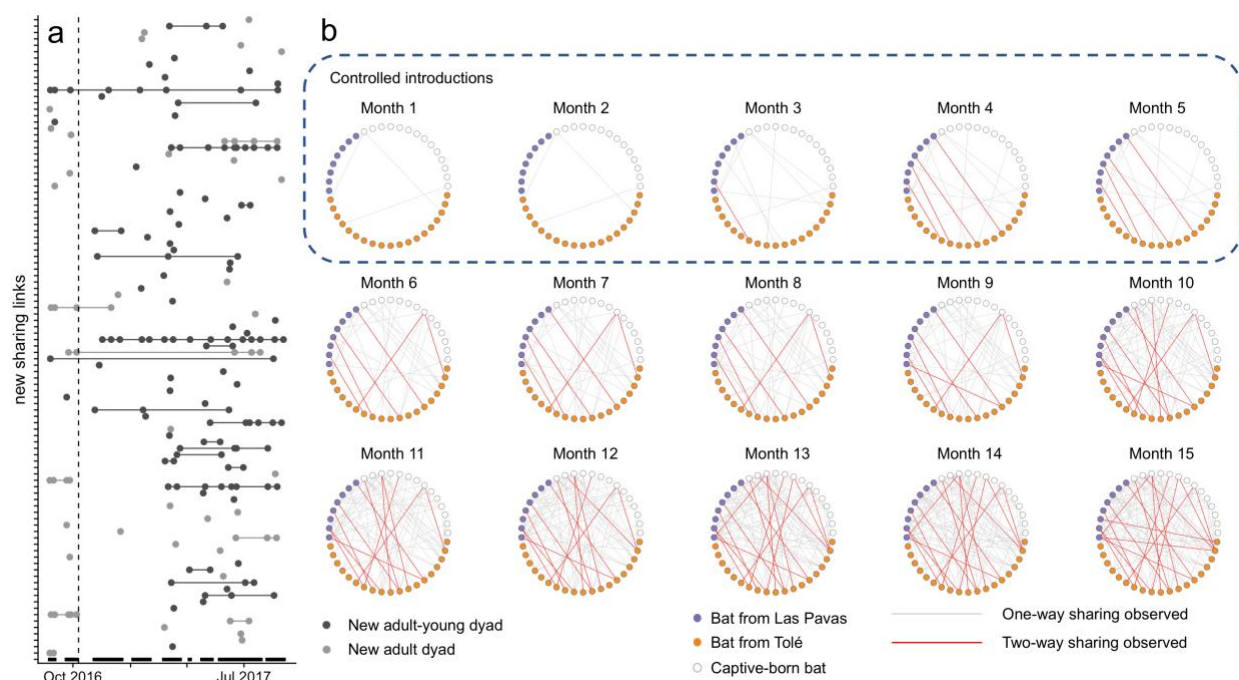 a
b
Controlled introductions
Month 1
Month 2
Month 3
Month 4
Month 5
Month 6
Month 7
Month 8
Month 9
Month 10
Month 11
Month 12
Month 13
Month 14
Month 15
new sharing links
Oct 2016
Jul 2017
New adult-young dyad
New adult dyad
Bat from Las Pavas
Bat from Tolé
Captive-born bat
One-way sharing observed
Two-way sharing observed